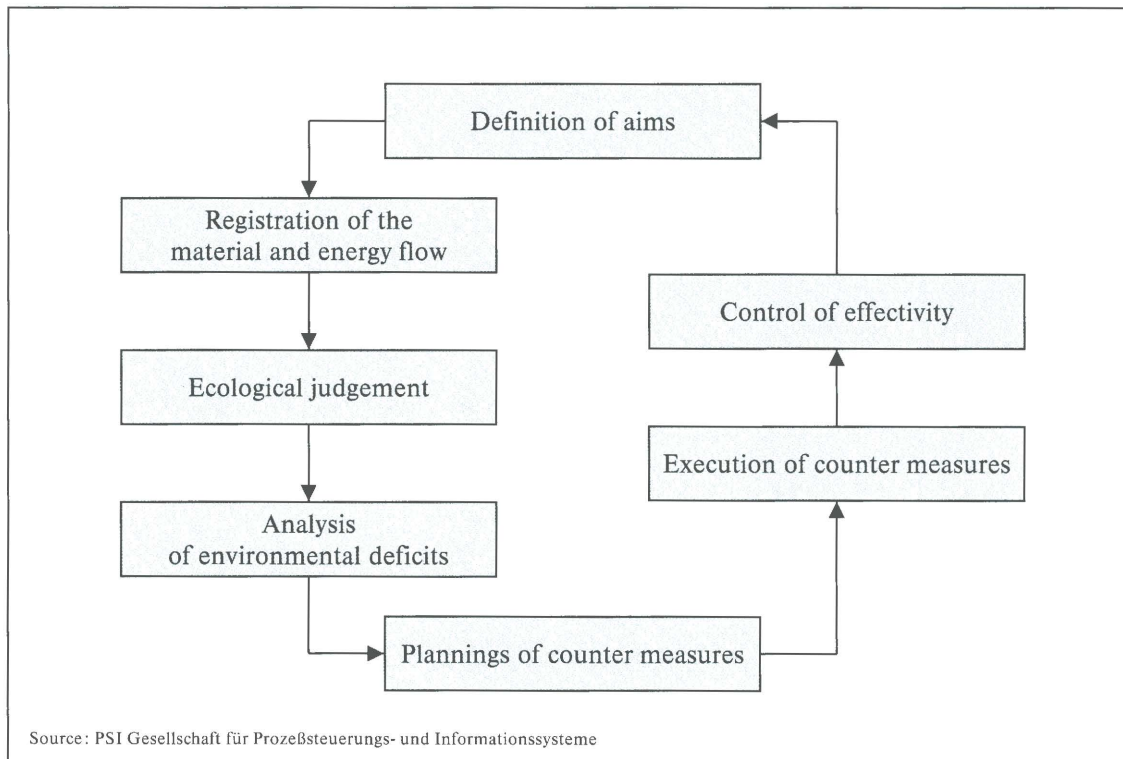 Definition of aims
Registration of the
material and energy flow
Ecological judgement
Analysis
of environmental deficits
Plannings of counter measures
Execution of counter measures
Control of effectivity
Source: PSI Gesellschaft für Prozeßsteuerungs- und Informationssysteme